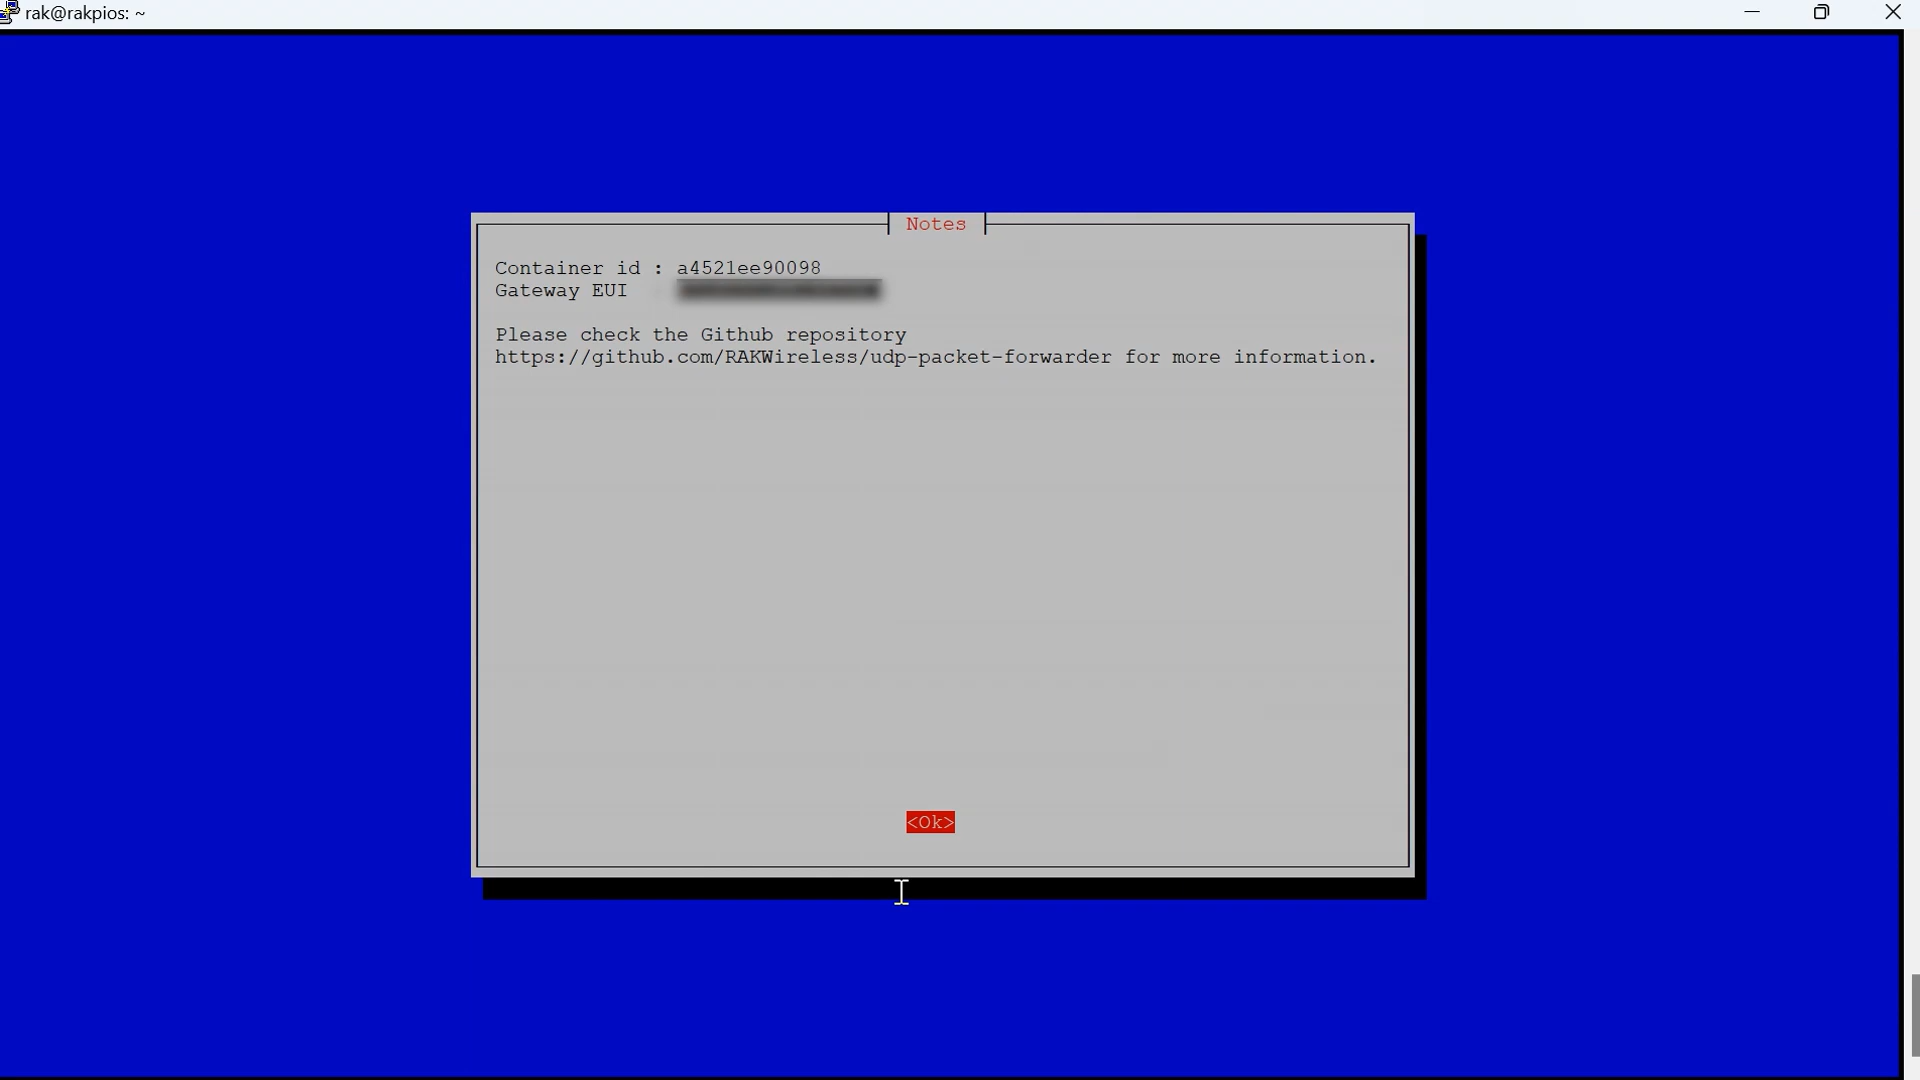 rak@rakpios: ~
Notes
Container id : a4521ee90098
Gateway EUI
Please check the Github repository
https://github.com/RAKWireless/udp-packet-forwarder for more information.
<Ok>